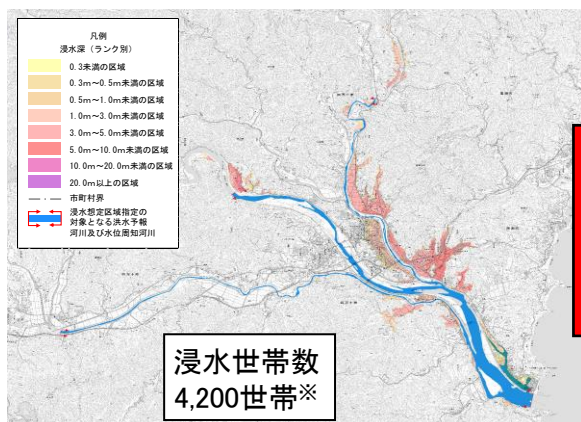 凡例
浸水深（ランク別）
0.3未満の区域
0.3m～0.5m未満の区域
0.5m～1.0m未満の区域
1.0m～3.0m未満の区域
3.0m～5.0m未満の区域
5.0m～10.0m未満の区域
10.0m～20.0m未満の区域
20.0m以上の区域
市町村界
浸水想定区域指定の
対象となる洪水予報
河川及び水位周知河川
浸水世帯数
4,200世帯※